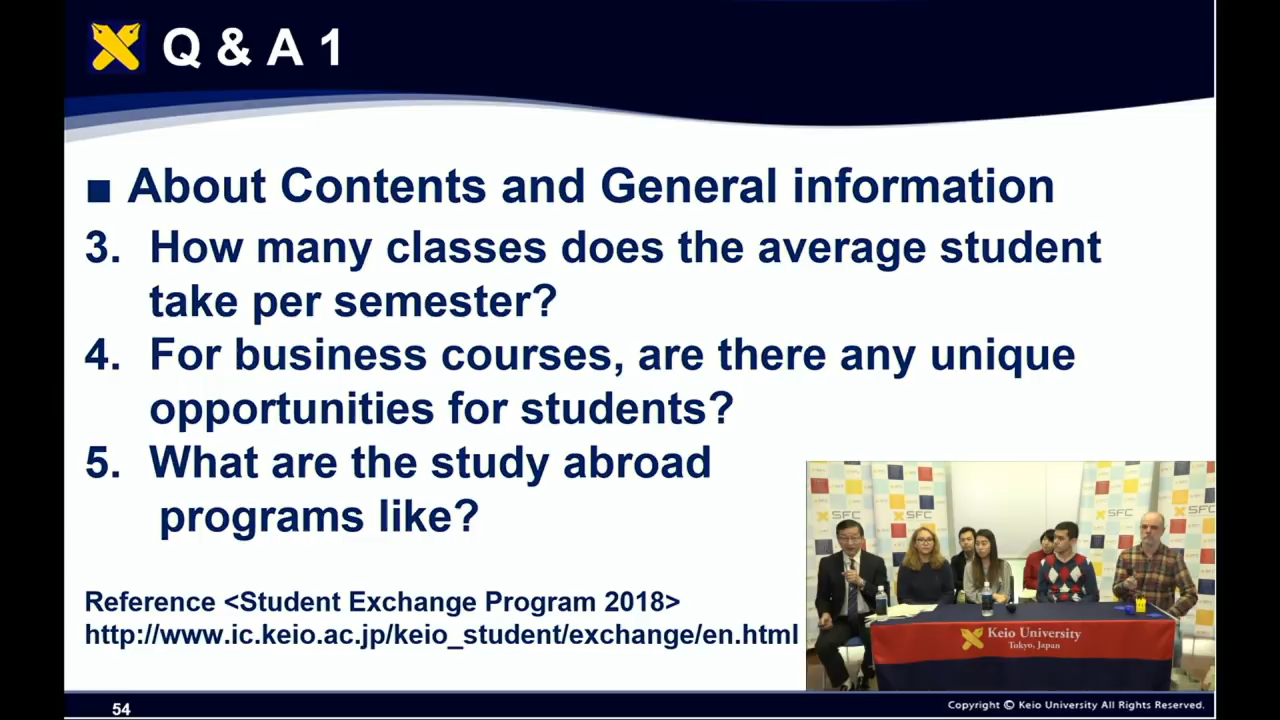 Q & A 1
■ About Contents and General information
3. How many classes does the average student
take per semester?
4. For business courses, are there any unique
opportunities for students?
5. What are the study abroad
programs like?
Reference <Student Exchange Program 2018>
http://www.ic.keio.ac.jp/keio_student/exchange/en.html
SFC
SFC
Keio University
Tokyo, Japan
54
Copyright © Keio University All Rights Reserved.